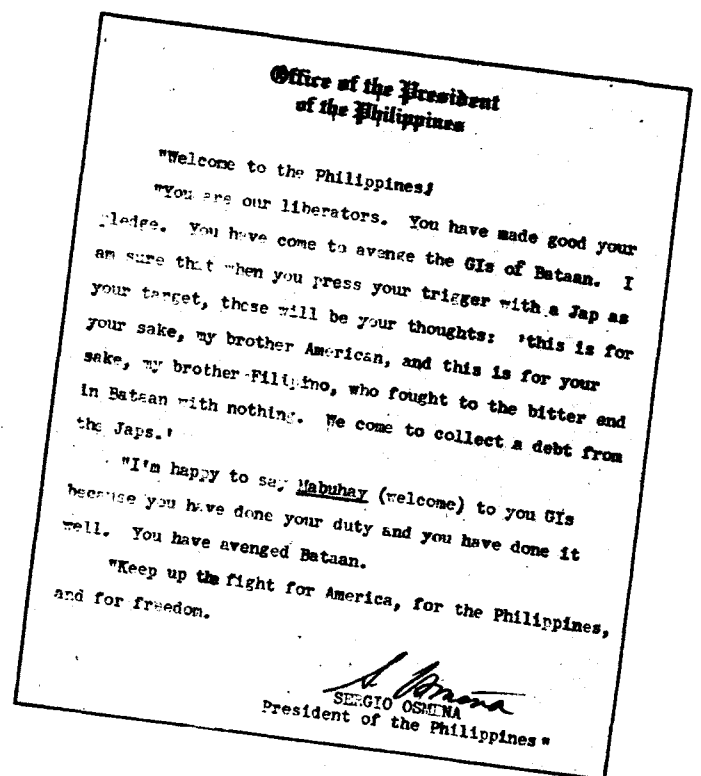 Office of the President
of the Philippines
"Welcome to the Philippines!
"You are our liberators. You have made good your
pledge. You have come to avenge the GIs of Bataan. I
am sure that when you press your trigger with a Jap as
your target, these will be your thoughts: 'this is for
your sake, my brother American, and this is for your
sake, my brother Filipino, who fought to the bitter end
in Bataan with nothing. We come to collect a debt from
the Japs.'
"I'm happy to say Mabuhay (welcome) to you GIs
because you have done your duty and you have done it
well. You have avenged Bataan.
"Keep up the fight for America, for the Philippines,
and for freedom.
S. Osmeña
SERGIO OSMENA
President of the Philippines"